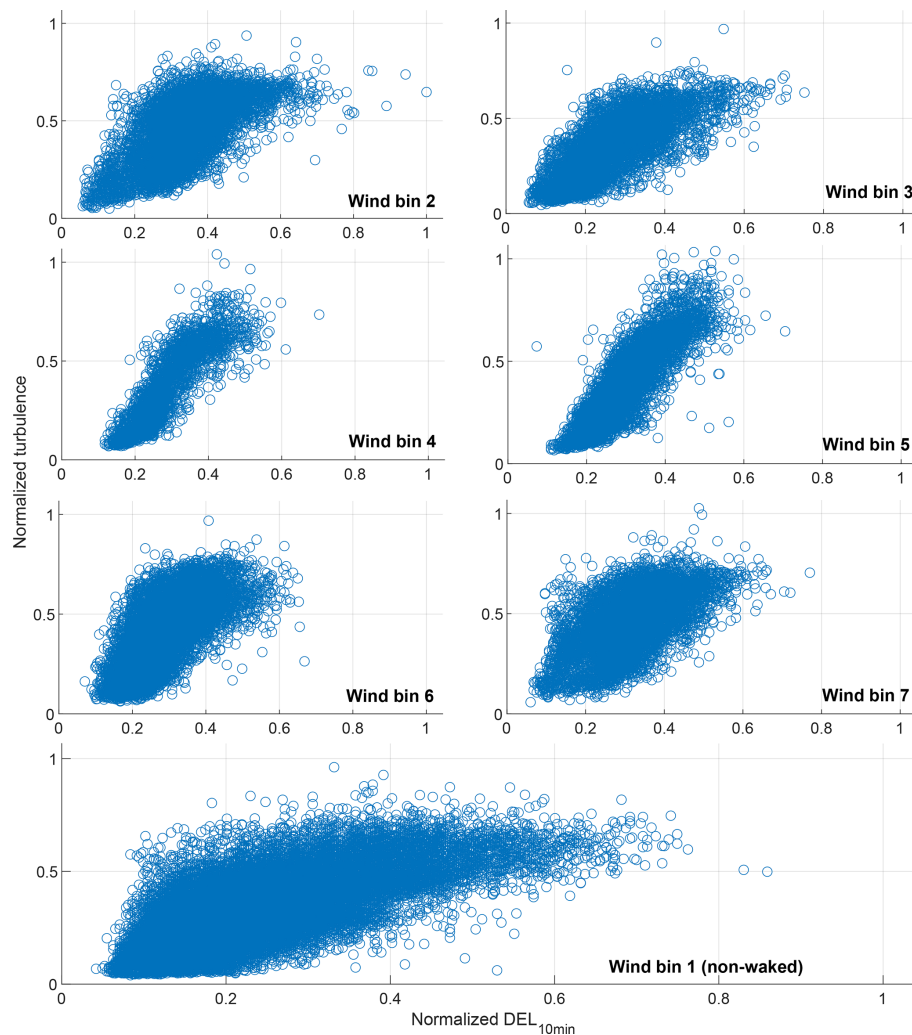 1
0.5
0
0 0.2 0.4 0.6 0.8 1
Wind bin 2
1
0.5
0
0 0.2 0.4 0.6 0.8 1
Wind bin 3
1
0.5
0
0 0.2 0.4 0.6 0.8 1
Wind bin 4
1
0.5
0
0 0.2 0.4 0.6 0.8 1
Wind bin 5
Normalized turbulence
1
0.5
0
0 0.2 0.4 0.6 0.8 1
Wind bin 6
1
0.5
0
0 0.2 0.4 0.6 0.8 1
Wind bin 7
1
0.5
0
Wind bin 1 (non-waked)
0 0.2 0.4 0.6 0.8 1
Normalized DEL10min